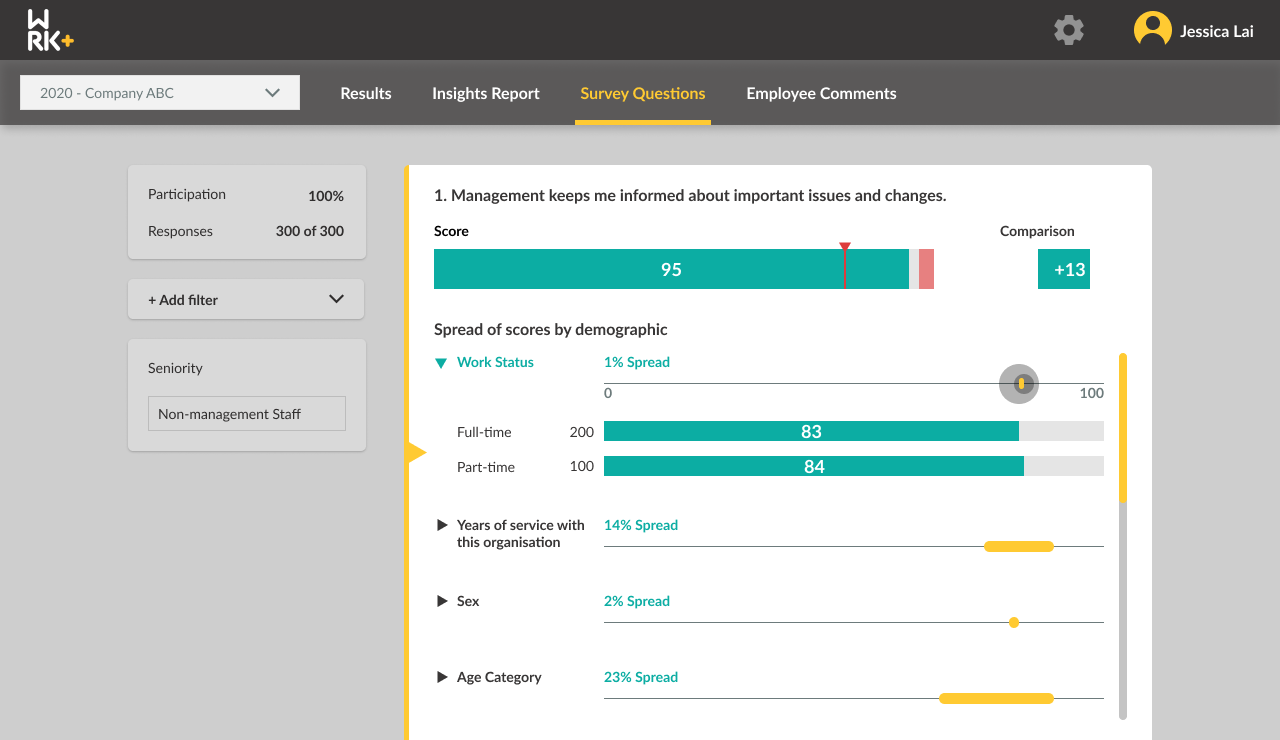 W
RK+
Jessica Lai
2020 - Company ABC
Results
Insights Report
Survey Questions
Employee Comments
Participation 100%
Responses 300 of 300
+ Add filter
Seniority
Non-management Staff
1. Management keeps me informed about important issues and changes.
Score
Comparison
95
+13
Spread of scores by demographic
Work Status 1% Spread
0 100
Full-time 200 83
Part-time 100 84
Years of service with 14% Spread
this organisation
Sex 2% Spread
Age Category 23% Spread